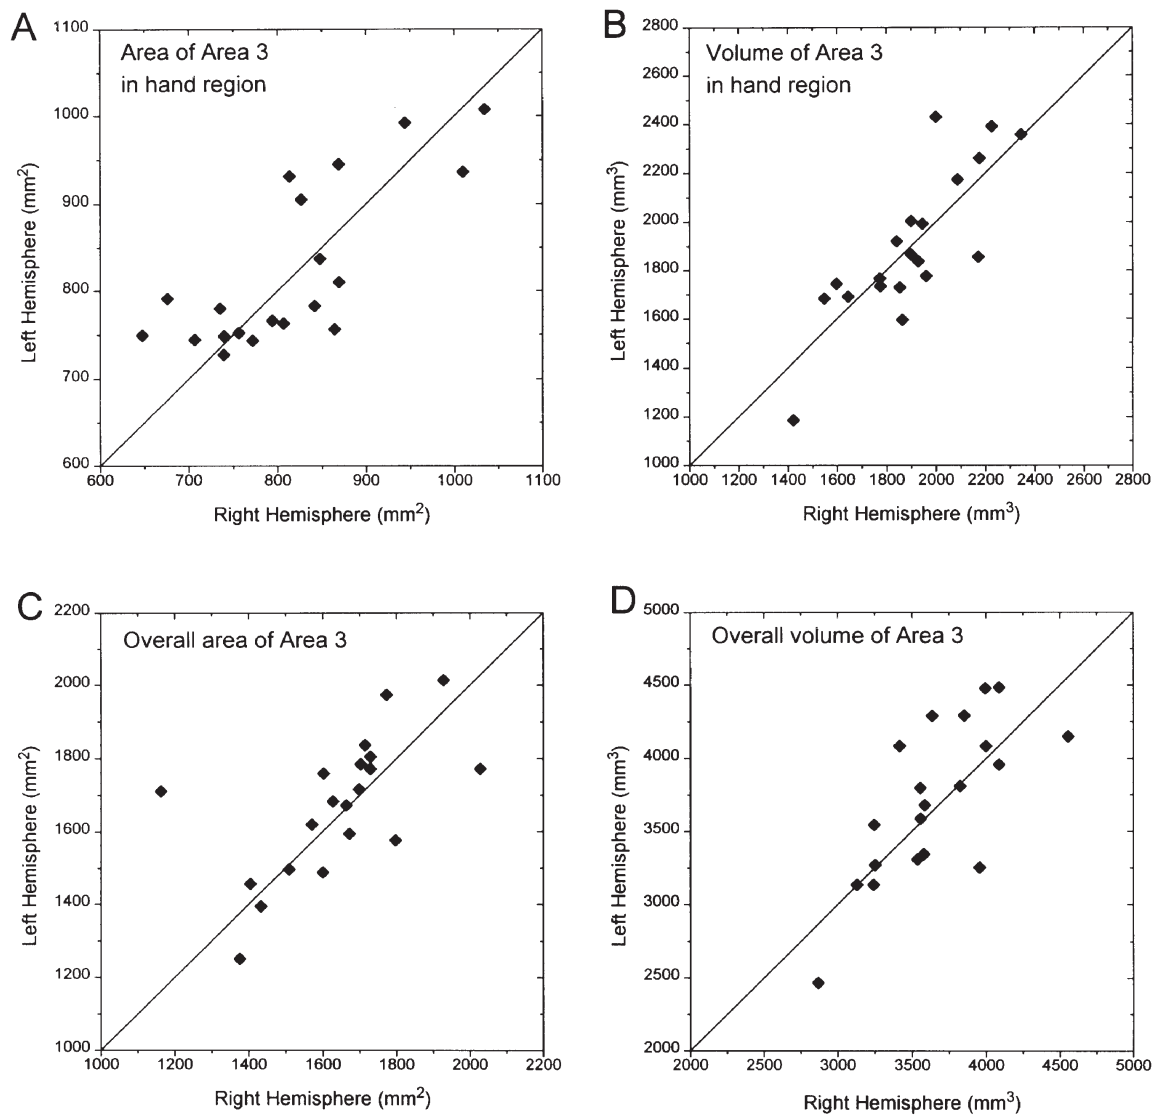 A
Area of Area 3
in hand region
1100
1000
900
800
700
600
Left Hemisphere (mm2)
600 700 800 900 1000 1100
Right Hemisphere (mm2)
B
Volume of Area 3
in hand region
2800
2600
2400
2200
2000
1800
1600
1400
1200
1000
Left Hemisphere (mm3)
1000 1200 1400 1600 1800 2000 2200 2400 2600 2800
Right Hemisphere (mm3)
C
Overall area of Area 3
2200
2000
1800
1600
1400
1200
1000
Left Hemisphere (mm2)
1000 1200 1400 1600 1800 2000 2200
Right Hemisphere (mm2)
D
Overall volume of Area 3
5000
4500
4000
3500
3000
2500
2000
Left Hemisphere (mm3)
2000 2500 3000 3500 4000 4500 5000
Right Hemisphere (mm3)